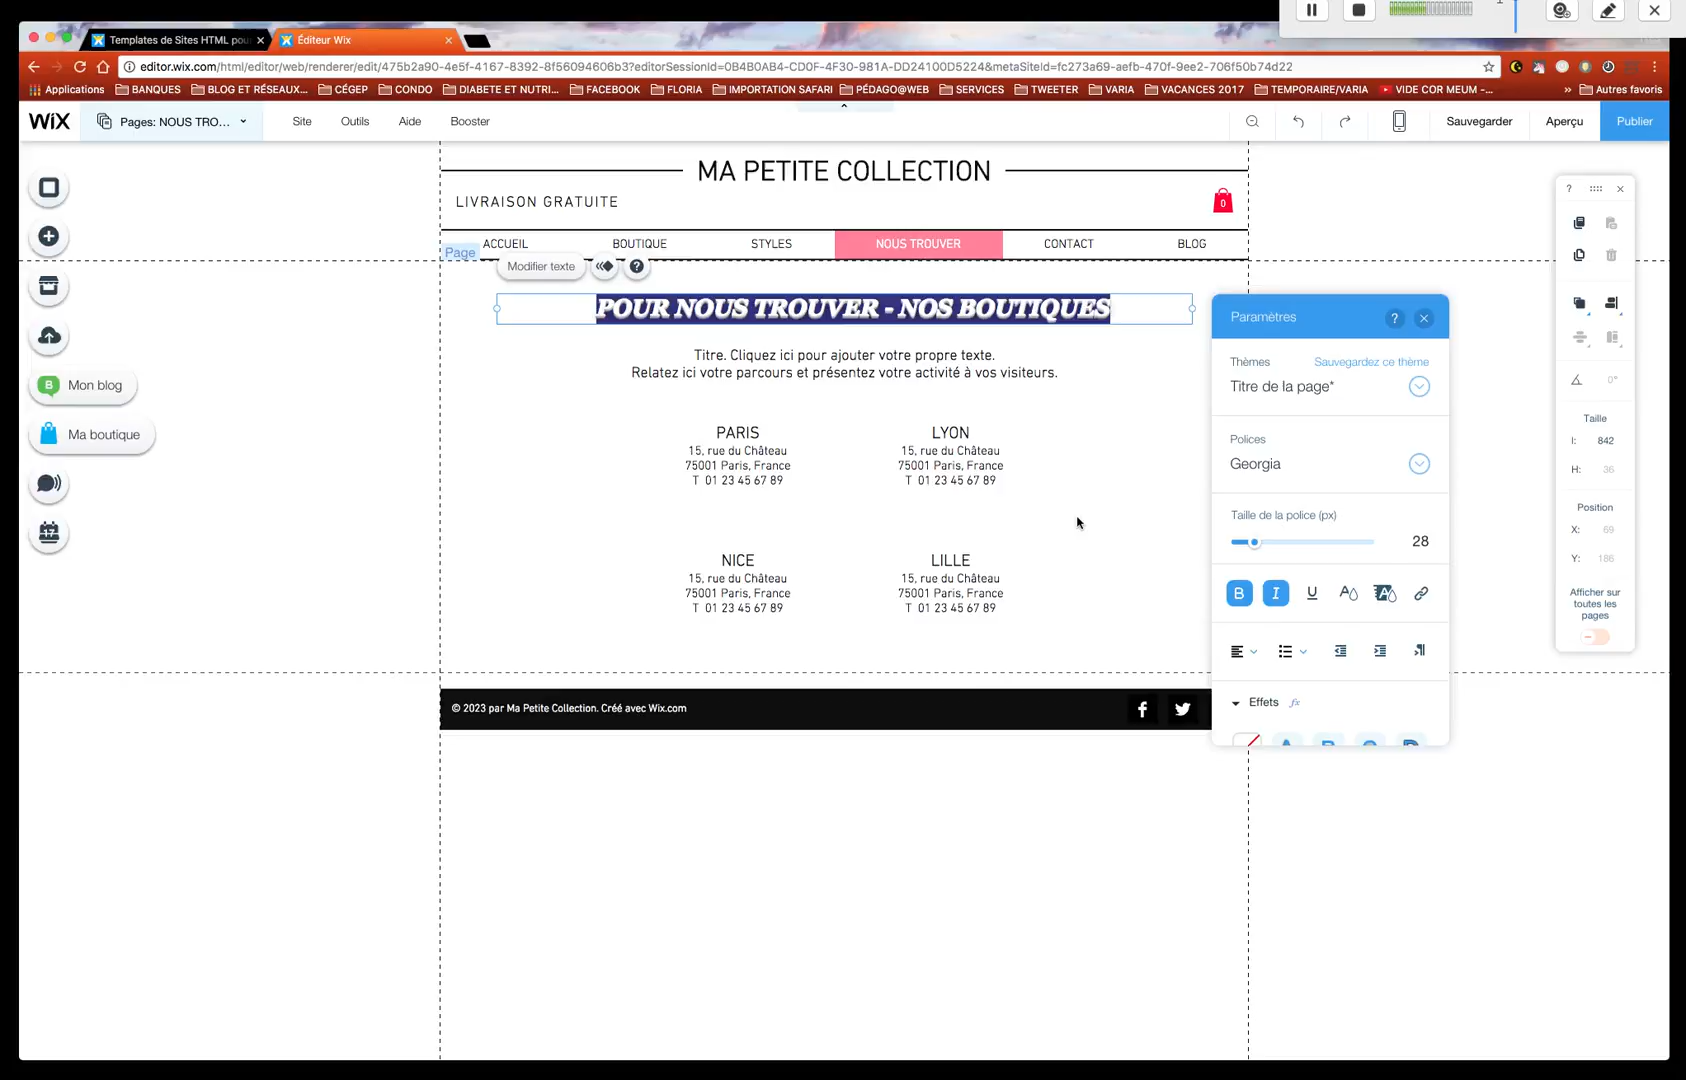 Templates de Sites HTML pou
Éditeur Wix
editor.wix.com/html/editor/web/renderer/edit/475b2a90-4e5f-4167-8392-8f56094606b3?editorSessionId=0B4B0AB4-CD0F-4F30-981A-DD24100D5224&metaSiteId=fc273a69-aefb-470f-9ee2-706f50b74d22
Applications BANQUES BLOG ET RÉSEAUX... CÉGEP CONDO DIABETE ET NUTRI... FACEBOOK FLORIA IMPORTATION SAFARI PÉDAGO@WEB SERVICES TWEETER VARIA VACANCES 2017 TEMPORAIRE/VARIA VIDE COR MEUM -... » Autres favoris
WiX Pages: NOUS TRO... Site Outils Aide Booster Sauvegarder Aperçu Publier
MA PETITE COLLECTION
LIVRAISON GRATUITE
0
ACCUEIL BOUTIQUE STYLES NOUS TROUVER CONTACT BLOG
Page
Modifier texte ?
POUR NOUS TROUVER - NOS BOUTIQUES
Titre. Cliquez ici pour ajouter votre propre texte.
Relatez ici votre parcours et présentez votre activité à vos visiteurs.
PARIS
15, rue du Château
75001 Paris, France
T 01 23 45 67 89
LYON
15, rue du Château
75001 Paris, France
T 01 23 45 67 89
NICE
15, rue du Château
75001 Paris, France
T 01 23 45 67 89
LILLE
15, rue du Château
75001 Paris, France
T 01 23 45 67 89
© 2023 par Ma Petite Collection. Créé avec Wix.com
B Mon blog
Ma boutique
17
Paramètres ?
Thèmes Sauvegardez ce thème
Titre de la page*
Polices
Georgia
Taille de la police (px)
28
B I U A A
Effets fx
?
0°
Taille
l: 842
H: 36
Position
X: 69
Y: 186
Afficher sur
toutes les
pages